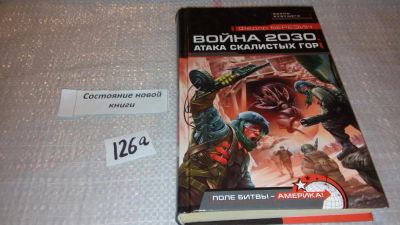 Состояние новой
книги
126а
Федор БЕРЕЗИН
ВОЙНА 2030
АТАКА СКАЛИСТЫХ ГОР
ПОЛЕ БИТВЫ – АМЕРИКА!